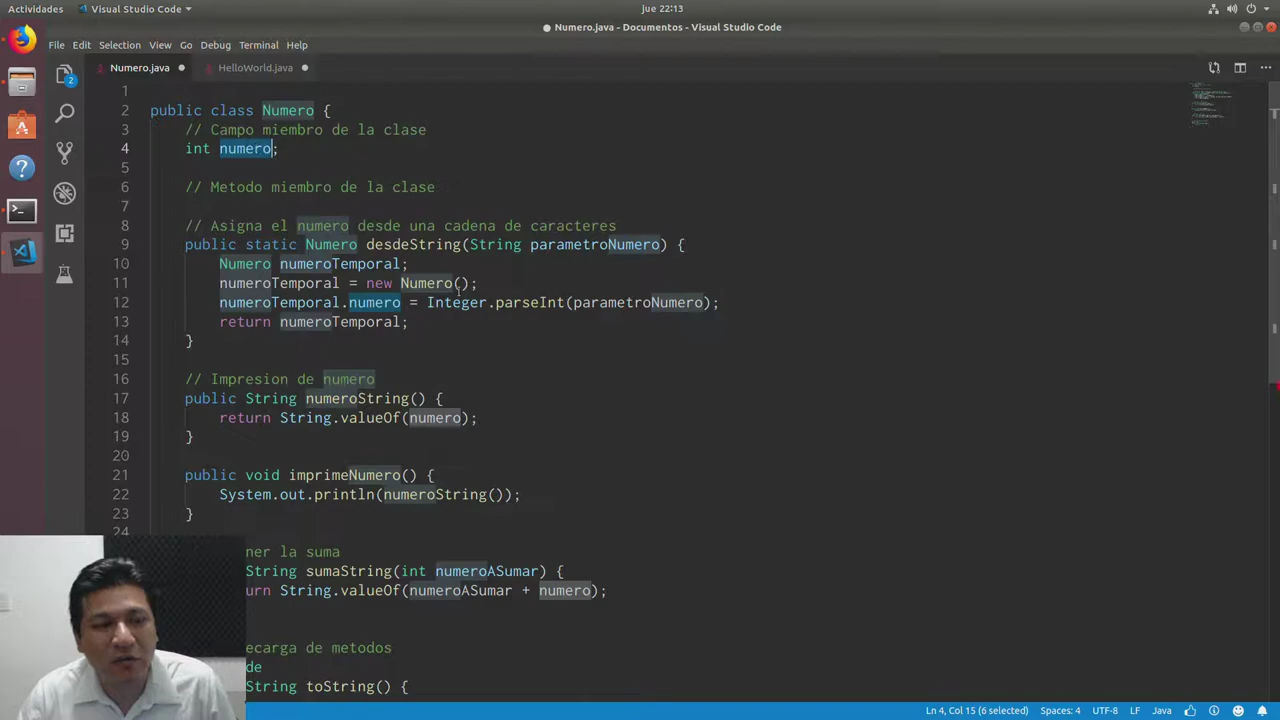 Actividades
Visual Studio Code
jue 22:13
Numero.java - Documentos - Visual Studio Code
File Edit Selection View Go Debug Terminal Help
2
Numero.java
HelloWorld.java
1
2 public class Numero {
3 // Campo miembro de la clase
4 int numero;
5
6 // Metodo miembro de la clase
7
8 // Asigna el numero desde una cadena de caracteres
9 public static Numero desdeString(String parametroNumero) {
10 Numero numeroTemporal;
11 numeroTemporal = new Numero();
12 numeroTemporal.numero = Integer.parseInt(parametroNumero);
13 return numeroTemporal;
14 }
15
16 // Impresion de numero
17 public String numeroString() {
18 return String.valueOf(numero);
19 }
20
21 public void imprimeNumero() {
22 System.out.println(numeroString());
23 }
24
ner la suma
String sumaString(int numeroASumar) {
urn String.valueOf(numeroASumar + numero);
ecarga de metodos
de
String toString() {
Ln 4, Col 15 (6 selected) Spaces: 4 UTF-8 LF Java